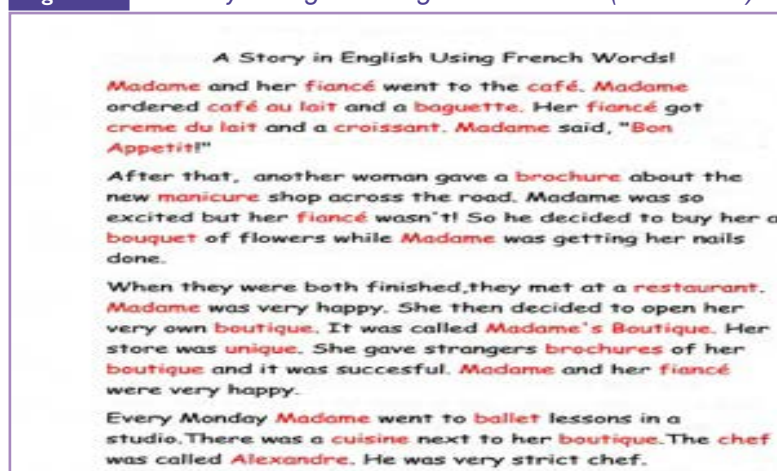 A Story in English Using French Words!
Madame and her fiancé went to the café. Madame
ordered café au lait and a baguette. Her fiancé got
creme du lait and a croissant. Madame said, "Bon
Appetit!"
After that, another woman gave a brochure about the
new manicure shop across the road. Madame was so
excited but her fiancé wasn't! So he decided to buy her a
bouquet of flowers while Madame was getting her nails
done.
When they were both finished,they met at a restaurant.
Madame was very happy. She then decided to open her
very own boutique. It was called Madame's Boutique. Her
store was unique. She gave strangers brochures of her
boutique and it was succesful. Madame and her fiancé
were very happy.
Every Monday Madame went to ballet lessons in a
studio.There was a cuisine next to her boutique.The chef
was called Alexandre. He was very strict chef.